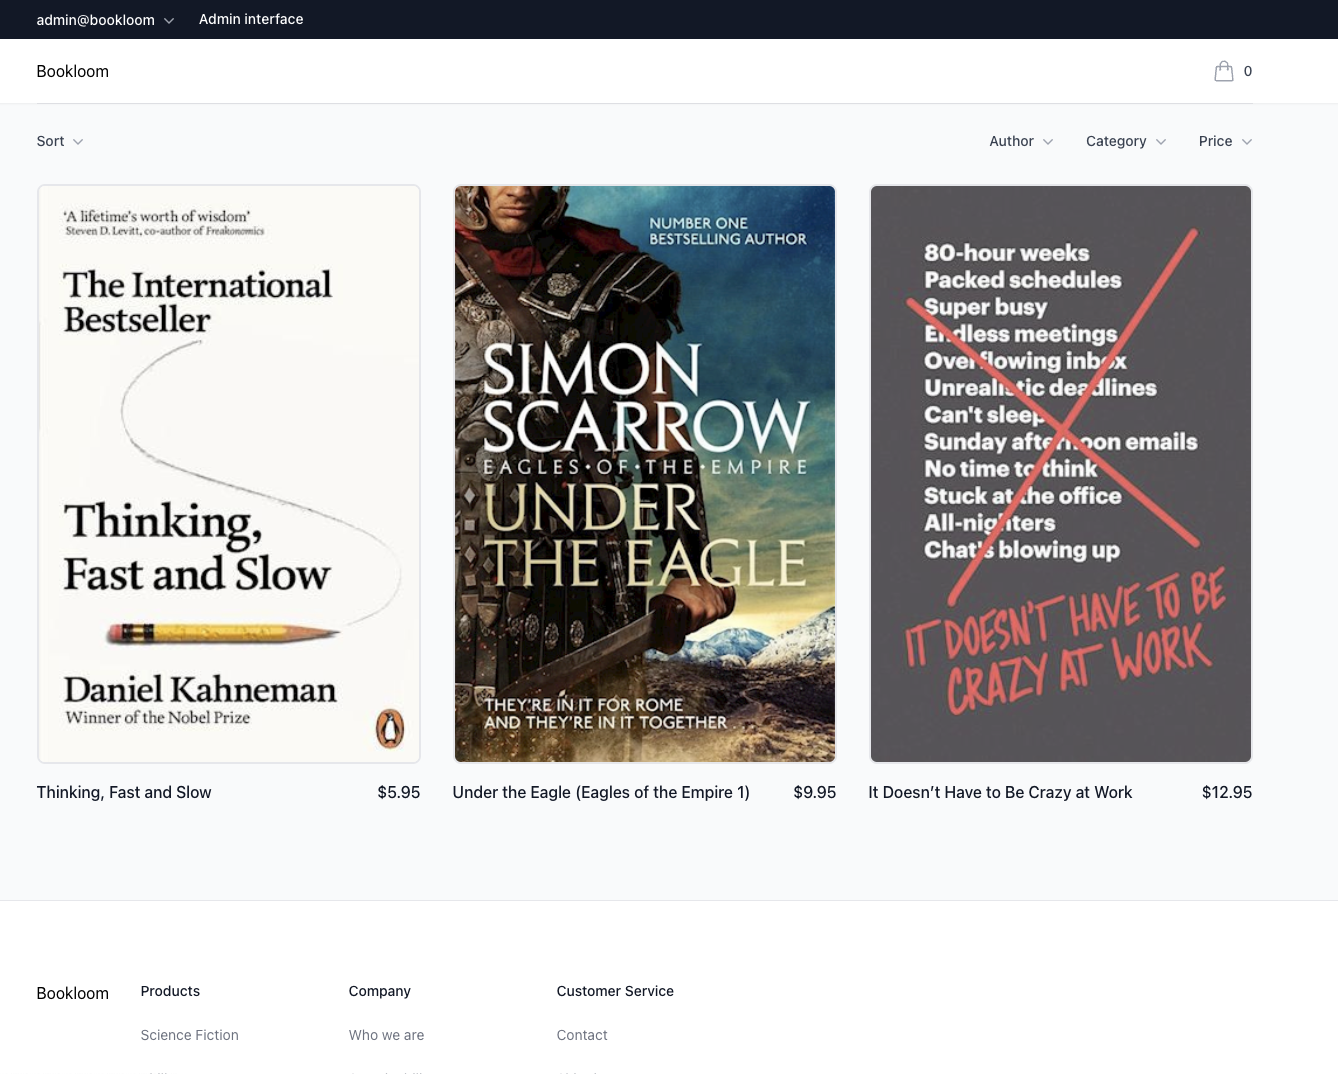 admin@bookloom
Admin interface
Bookloom
0
Sort
Author
Category
Price
‘A lifetime’s worth of wisdom’
Steven D. Levitt, co-author of Freakonomics
The International
Bestseller
Thinking,
Fast and Slow
Daniel Kahneman
Winner of the Nobel Prize
NUMBER ONE
BESTSELLING AUTHOR
SIMON
SCARROW
EAGLES·OF·THE·EMPIRE
UNDER
THE EAGLE
THEY'RE IN IT FOR ROME
AND THEY'RE IN IT TOGETHER
80-hour weeks
Packed schedules
Super busy
Endless meetings
Overflowing inbox
Unrealistic deadlines
Can't sleep
Sunday afternoon emails
No time to think
Stuck at the office
All-nighters
Chat's blowing up
IT DOESN'T HAVE TO BE
CRAZY AT WORK
Thinking, Fast and Slow
$5.95
Under the Eagle (Eagles of the Empire 1)
$9.95
It Doesn’t Have to Be Crazy at Work
$12.95
Bookloom
Products
Company
Customer Service
Science Fiction
Who we are
Contact